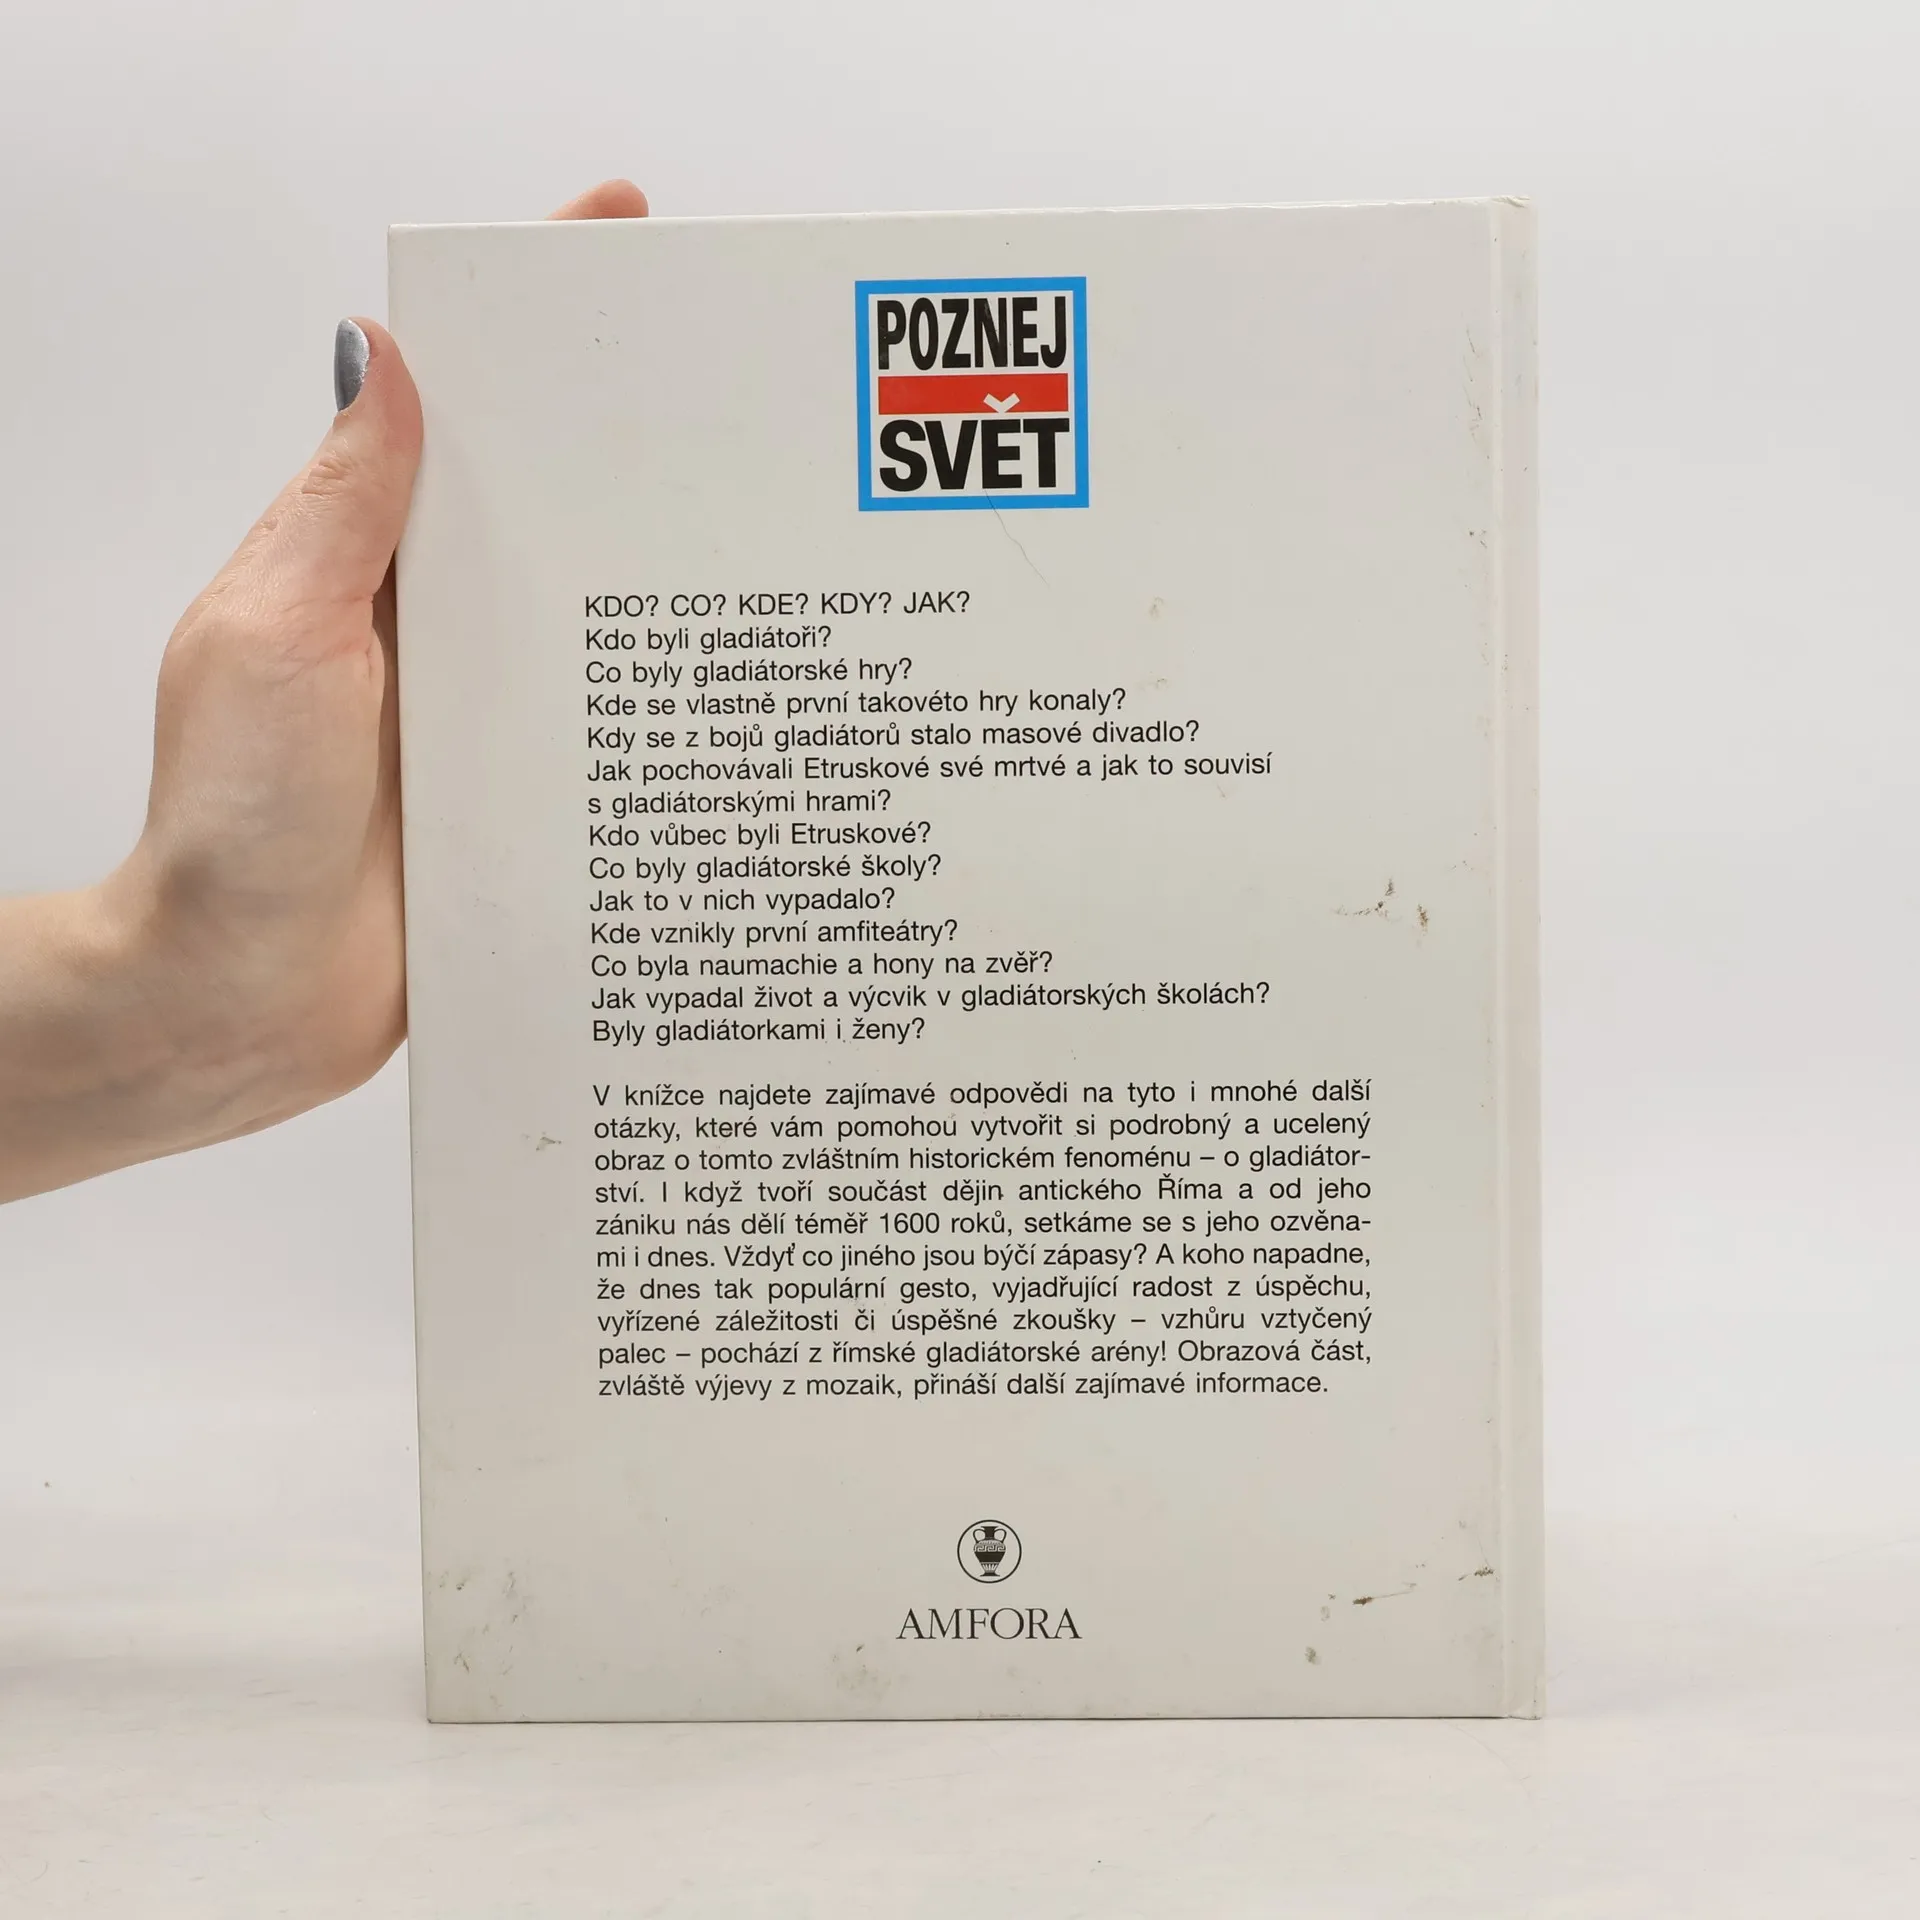 POZNEJ
SVĚT
KDO? CO? KDE? KDY? JAK?
Kdo byli gladiátoři?
Co byly gladiátorské hry?
Kde se vlastně první takovéto hry konaly?
Kdy se z bojů gladiátorů stalo masové divadlo?
Jak pochovávali Etruskové své mrtvé a jak to souvisí
s gladiátorskými hrami?
Kdo vůbec byli Etruskové?
Co byly gladiátorské školy?
Jak to v nich vypadalo?
Kde vznikly první amfiteátry?
Co byla naumachie a hony na zvěř?
Jak vypadal život a výcvik v gladiátorských školách?
Byly gladiátorkami i ženy?
V knížce najdete zajímavé odpovědi na tyto i mnohé další
otázky, které vám pomohou vytvořit si podrobný a ucelený
obraz o tomto zvláštním historickém fenoménu – o gladiátor-
ství. I když tvoří součást dějin antického Říma a od jeho
zániku nás dělí téměř 1600 roků, setkáme se s jeho ozvěna-
mi i dnes. Vždyť co jiného jsou býčí zápasy? A koho napadne,
že dnes tak populární gesto, vyjadřující radost z úspěchu,
vyřízené záležitosti či úspěšné zkoušky – vzhůru vztyčený
palec – pochází z římské gladiátorské arény! Obrazová část,
zvláště výjevy z mozaik, přináší další zajímavé informace.
AMFORA